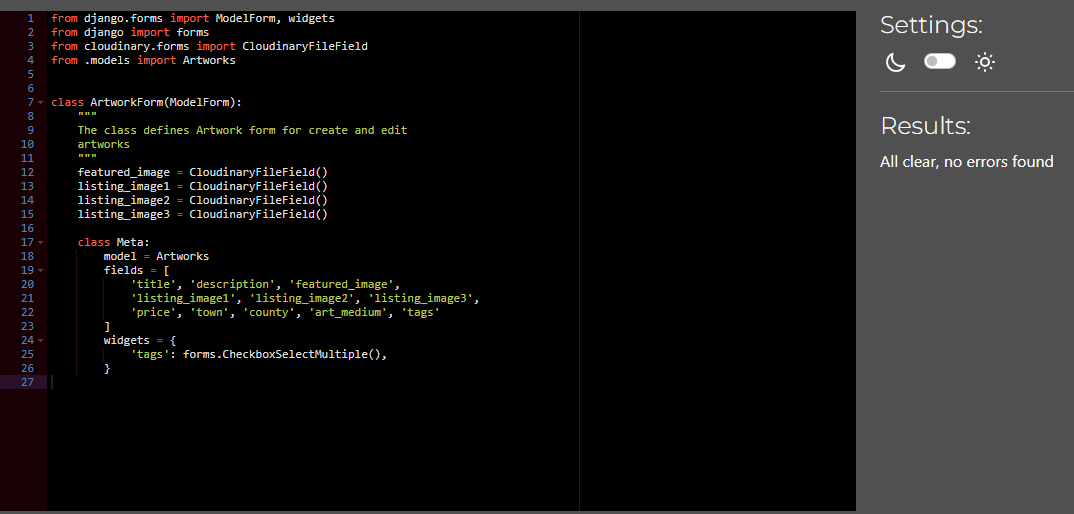 1 from django.forms import ModelForm, widgets
2 from django import forms
3 from cloudinary.forms import CloudinaryFileField
4 from .models import Artworks
5
6
7 class ArtworkForm(ModelForm):
8     """
9     The class defines Artwork form for create and edit
10     artworks
11     """
12     featured_image = CloudinaryFileField()
13     listing_image1 = CloudinaryFileField()
14     listing_image2 = CloudinaryFileField()
15     listing_image3 = CloudinaryFileField()
16
17     class Meta:
18         model = Artworks
19         fields = [
20             'title', 'description', 'featured_image',
21             'listing_image1', 'listing_image2', 'listing_image3',
22             'price', 'town', 'county', 'art_medium', 'tags'
23         ]
24         widgets = {
25             'tags': forms.CheckboxSelectMultiple(),
26         }
27
Settings:
Results:
All clear, no errors found